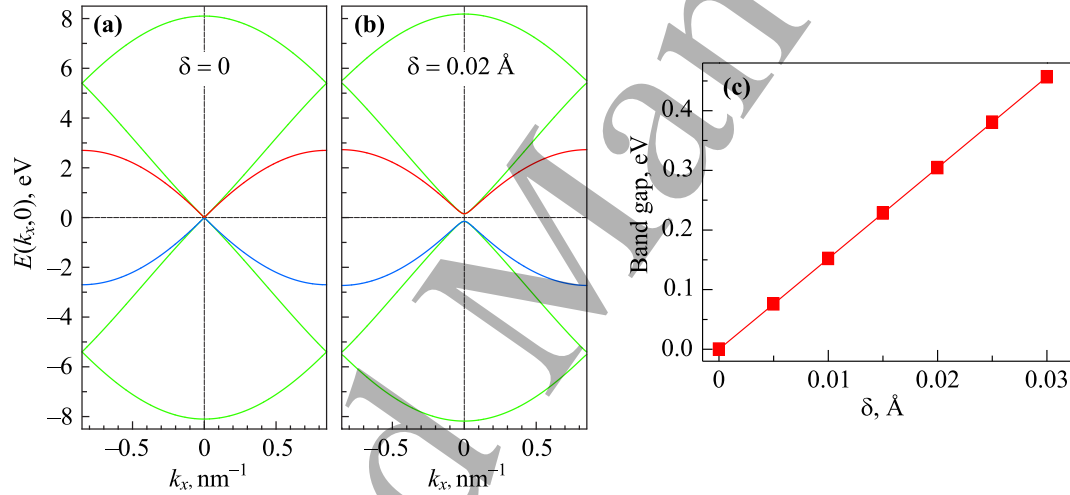 (a)
δ = 0
8
6
4
2
0
−2
−4
−6
−8
E(kx,0), eV
−0.5
0
0.5
kx, nm−1
(b)
δ = 0.02 Å
−0.5
0
0.5
kx, nm−1
(c)
0.4
0.3
0.2
0.1
0.0
Band gap, eV
0
0.01
0.02
0.03
δ, Å
d Man